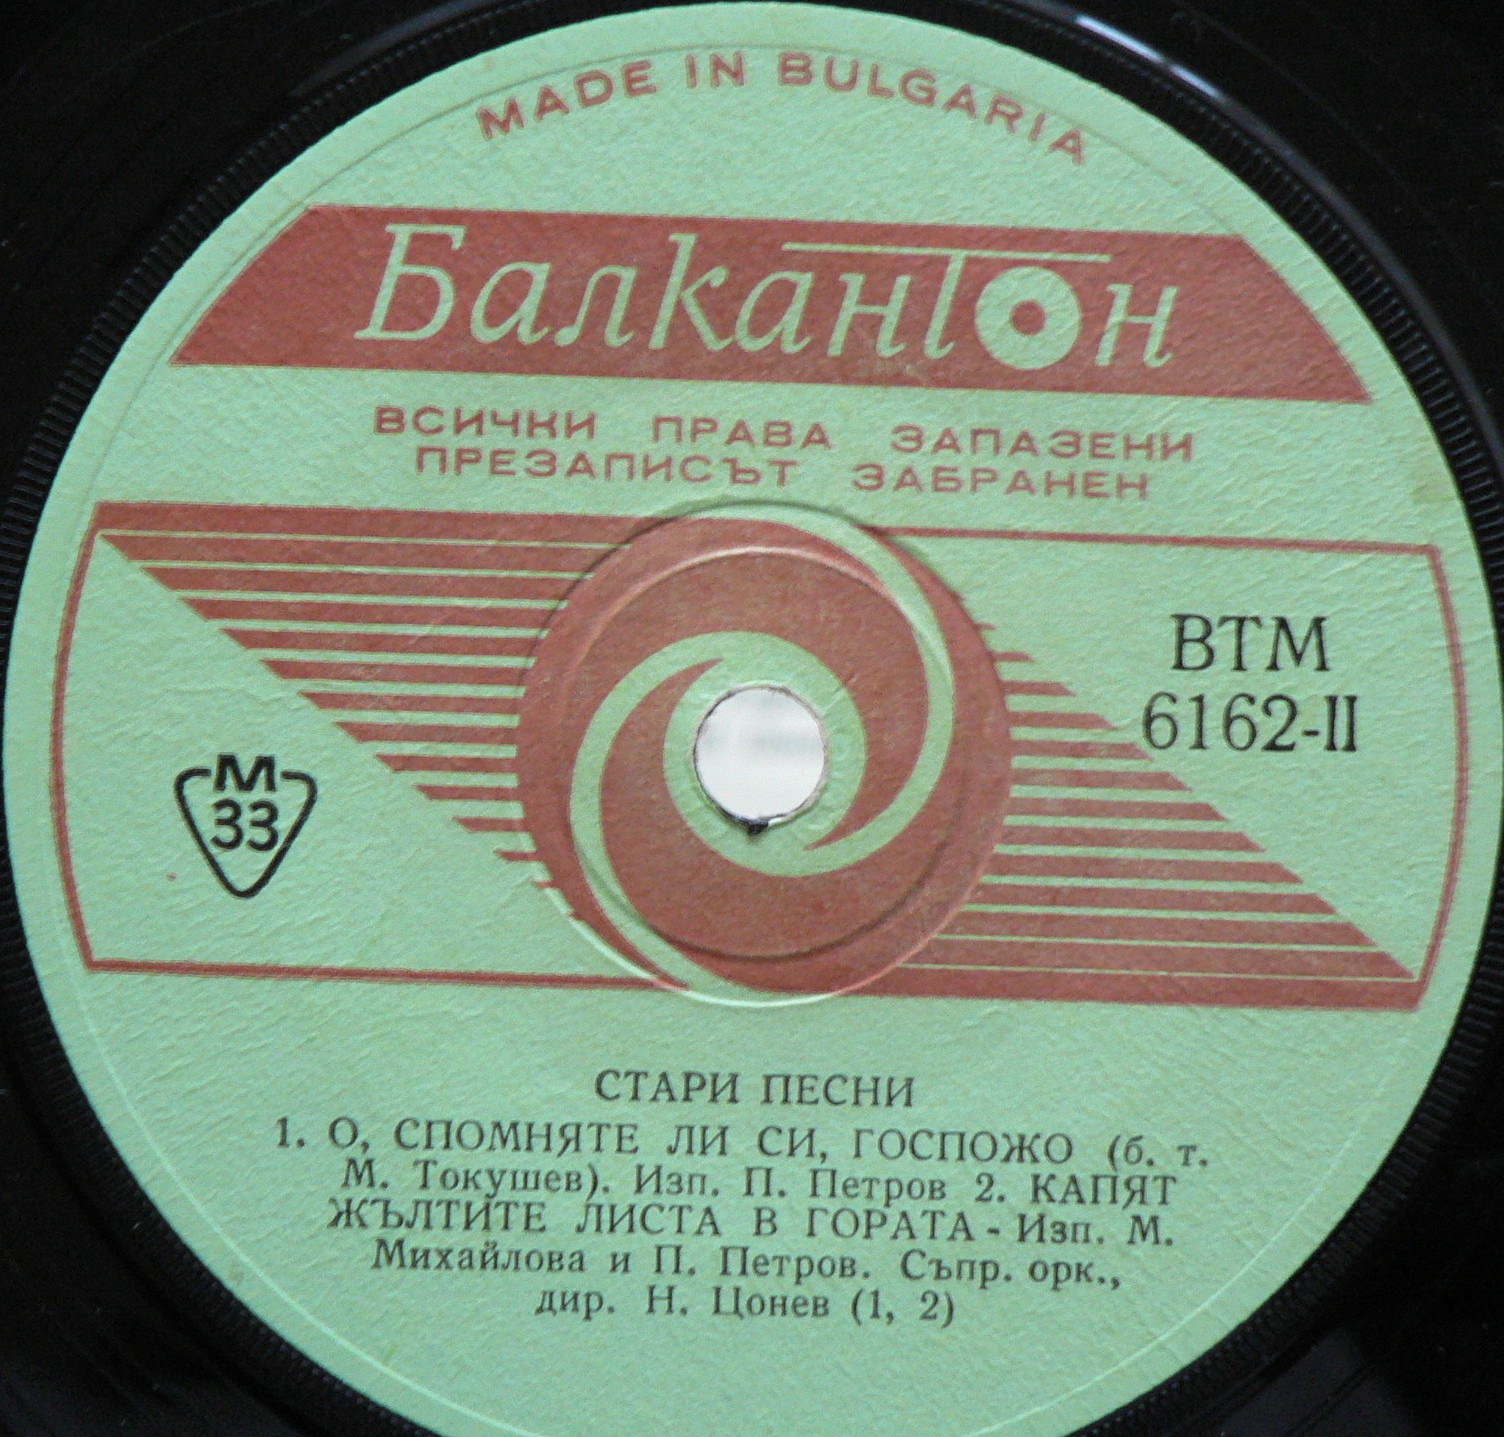 MADE IN BULGARIA
Балкантон
ВСИЧКИ ПРАВА ЗАПАЗЕНИ
ПРЕЗАПИСЪТ ЗАБРАНЕН
ВТМ
6162-II
М
33
СТАРИ ПЕСНИ
1. О, СПОМНЯТЕ ЛИ СИ, ГОСПОЖО (б. т.
М. Токушев). Изп. П. Петров 2. КАПЯТ
ЖЪЛТИТЕ ЛИСТА В ГОРАТА - Изп. М.
Михайлова и П. Петров. Съпр. орк.,
дир. Н. Цонев (1, 2)